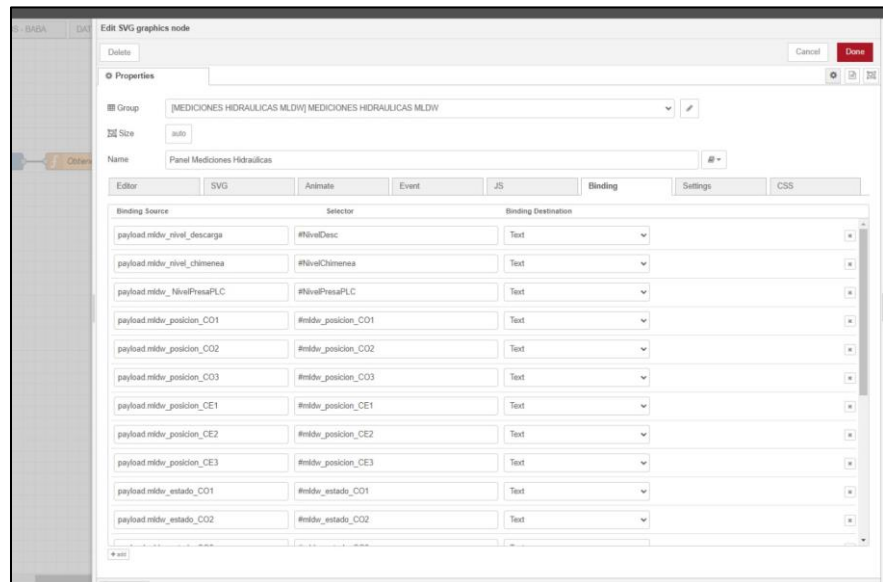 B - BABA DAT Edit SVG graphics node
Delete Cancel Done
Properties
Group [MEDICIONES HIDRAULICAS MLDW] MEDICIONES HIDRAULICAS MLDW
Size auto
Name Panel Mediciones Hidraúlicas
Editor SVG Animate Event JS Binding Settings CSS
Binding Source Selector Binding Destination
payload.mldw_nivel_descarga #NivelDesc Text
payload.mldw_nivel_chimenea #NivelChimenea Text
payload.mldw_ NivelPresaPLC #NivelPresaPLC Text
payload.mldw_posicion_CO1 #mldw_posicion_CO1 Text
payload.mldw_posicion_CO2 #mldw_posicion_CO2 Text
payload.mldw_posicion_CO3 #mldw_posicion_CO3 Text
payload.mldw_posicion_CE1 #mldw_posicion_CE1 Text
payload.mldw_posicion_CE2 #mldw_posicion_CE2 Text
payload.mldw_posicion_CE3 #mldw_posicion_CE3 Text
payload.mldw_estado_CO1 #mldw_estado_CO1 Text
payload.mldw_estado_CO2 #mldw_estado_CO2 Text
add